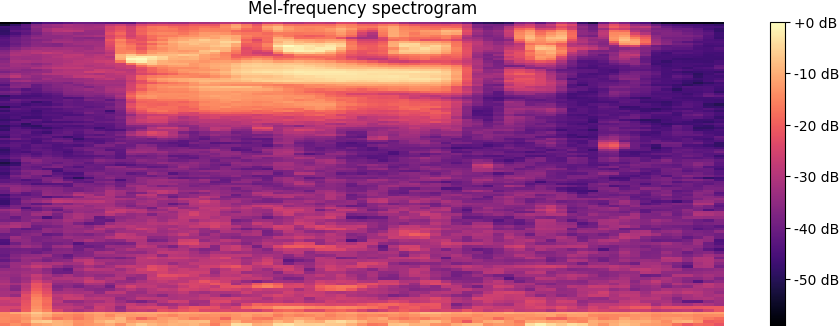 Mel-frequency spectrogram
+0 dB
-10 dB
-20 dB
-30 dB
-40 dB
-50 dB